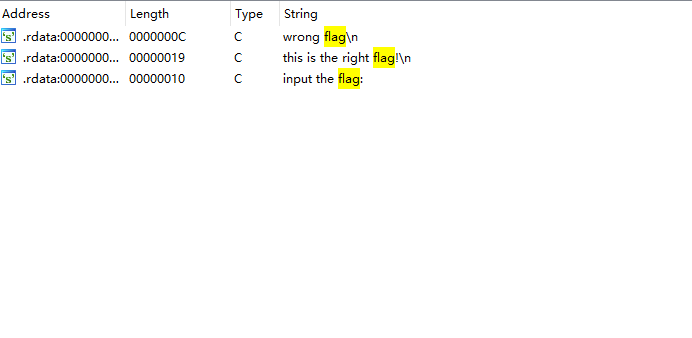 Address Length Type String
.rdata:0000000... 0000000C C wrong flag\n
.rdata:0000000... 00000019 C this is the right flag!\n
.rdata:0000000... 00000010 C input the flag: